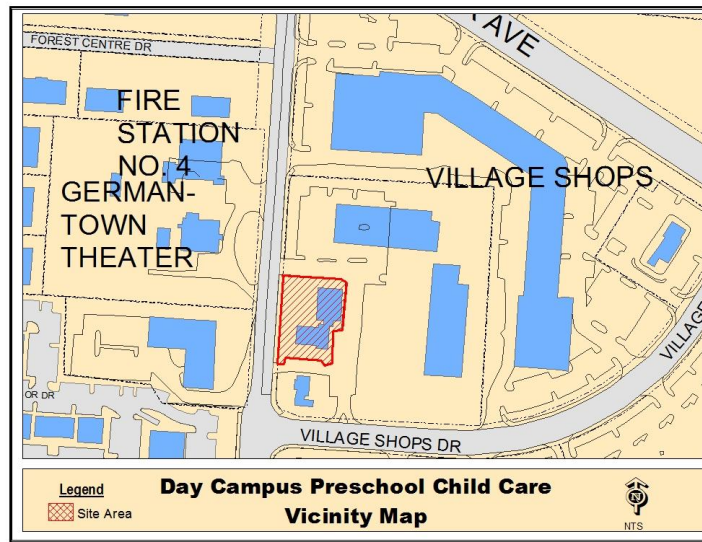 FOREST CENTRE DR
AVE
FIRE
STATION
NO. 4
GERMAN-
TOWN
THEATER
VILLAGE SHOPS
VILLAGE
OR DR
VILLAGE SHOPS DR
Legend
Site Area
Day Campus Preschool Child Care
Vicinity Map
N
NTS